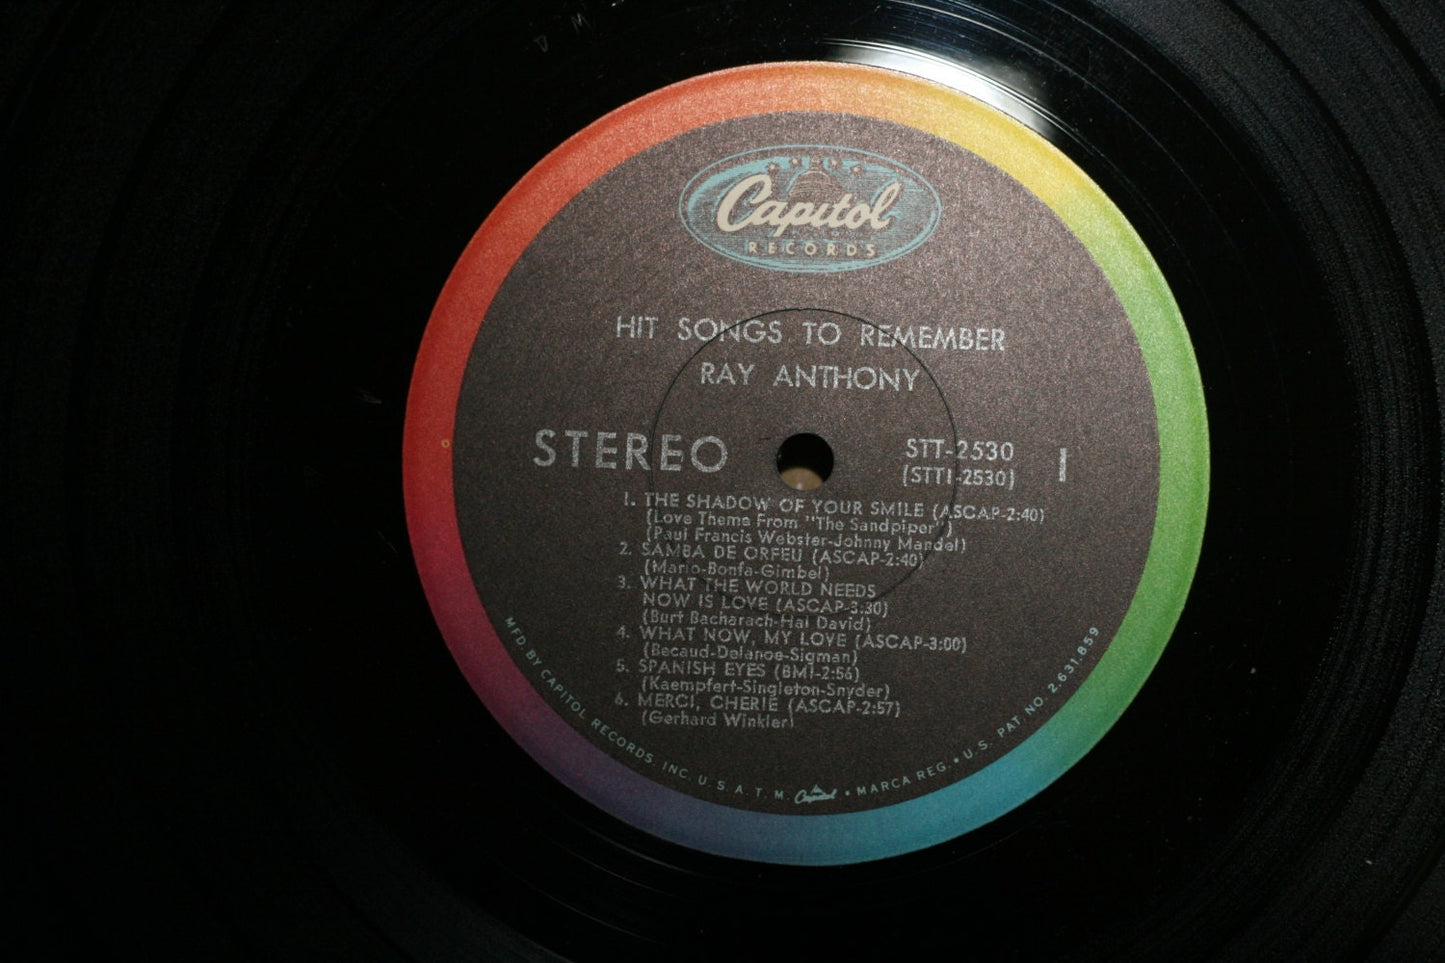 Capitol
RECORDS
HIT SONGS TO REMEMBER
RAY ANTHONY
STEREO
STT-2530
(STT1-2530)
1
1. THE SHADOW OF YOUR SMILE (ASCAP-2:40)
(Love Theme From "The Sandpiper")
(Paul Francis Webster-Johnny Mandel)
2. SAMBA DE ORFEU (ASCAP-2:40)
(Mario-Bonfa-Gimbel)
3. WHAT THE WORLD NEEDS
NOW IS LOVE (ASCAP-3:30)
(Burt Bacharach-Hal David)
4. WHAT NOW, MY LOVE (ASCAP-3:00)
(Becaud-Delanoe-Sigman)
5. SPANISH EYES (BMI-2:56)
(Kaempfert-Singleton-Snyder)
6. MERCI, CHERIE (ASCAP-2:57)
(Gerhard Winkler)
MFD. BY CAPITOL RECORDS, INC. U.S.A. T.M. Capitol • MARCA REG. • U.S. PAT. NO. 2,631,859